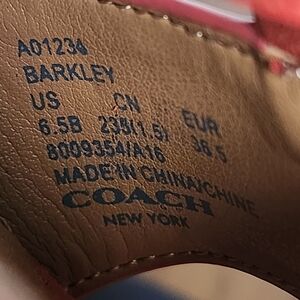 A01234
BARKLEY
US CN EUR
6.5B 235(1.5) 36.5
8009354/A16
MADE IN CHINA/CHINE
COACH
NEW YORK